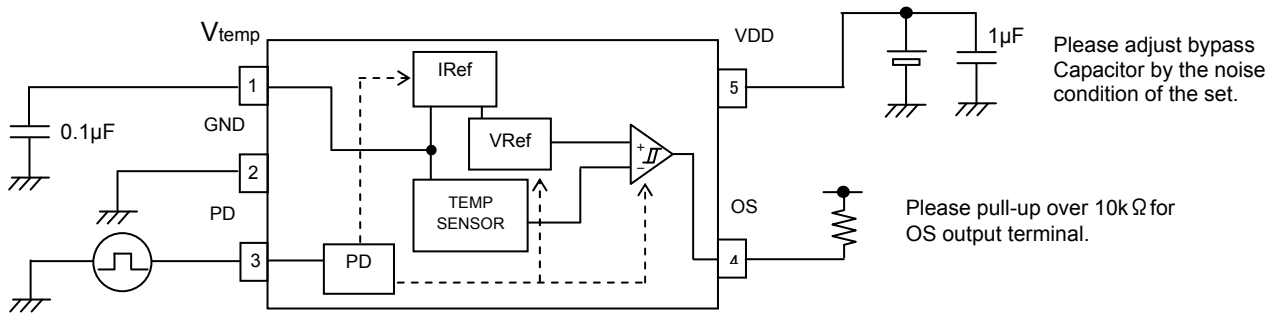 Vtemp
VDD
1µF
Please adjust bypass
Capacitor by the noise
condition of the set.
IRef
1
5
GND
0.1µF
VRef
+
−
2
TEMP
SENSOR
PD
OS
Please pull-up over 10kΩ for
OS output terminal.
3
PD
4